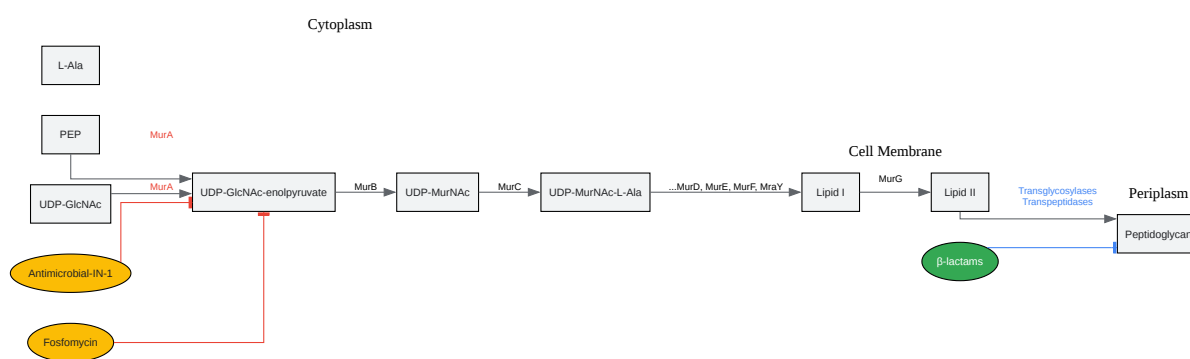 Cytoplasm
L-Ala
PEP
MurA
UDP-GlcNAc
MurA
UDP-GlcNAc-enolpyruvate
MurB
UDP-MurNAc
MurC
UDP-MurNAc-L-Ala
...MurD, MurE, MurF, MraY
Cell Membrane
Lipid I
MurG
Lipid II
Transglycosylases
Transpeptidases
Periplasm
Peptidoglycan
Antimicrobial-IN-1
β-lactams
Fosfomycin